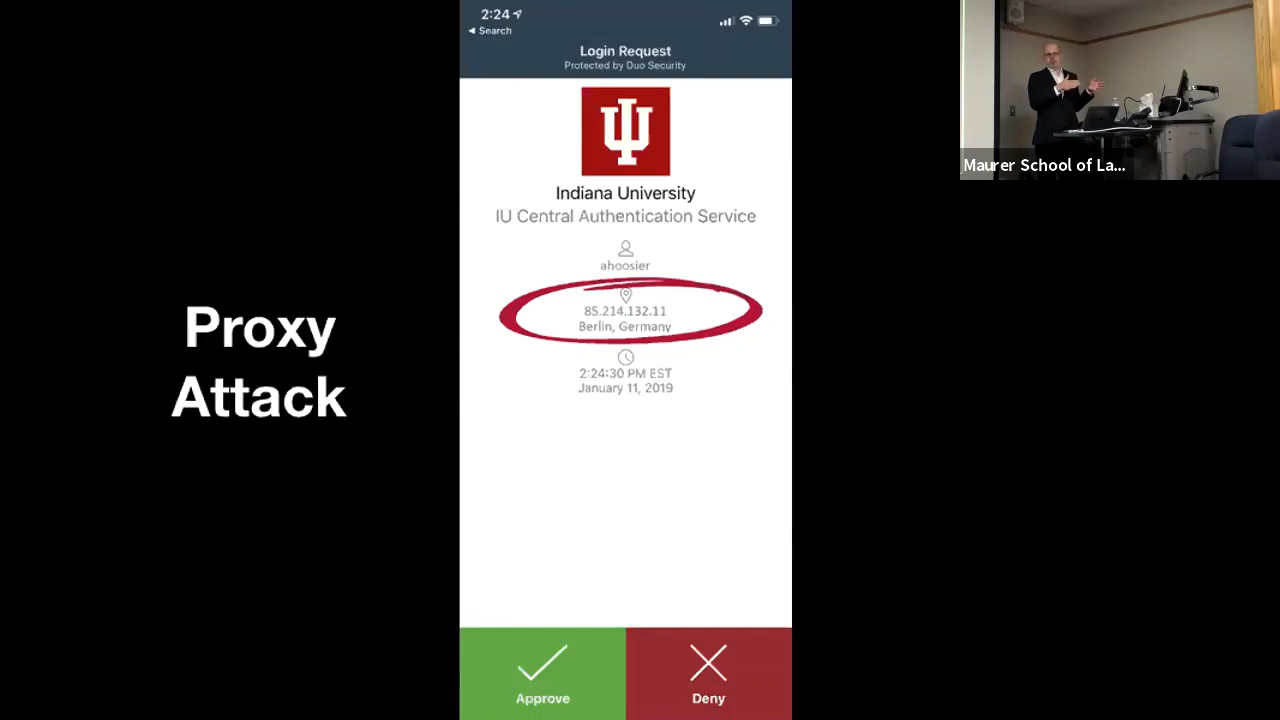 Proxy
Attack
2:24
Search
Login Request
Protected by Duo Security
Indiana University
IU Central Authentication Service
ahoosier
85.214.132.11
Berlin, Germany
2:24:30 PM EST
January 11, 2019
Approve
Deny
Maurer School of La...